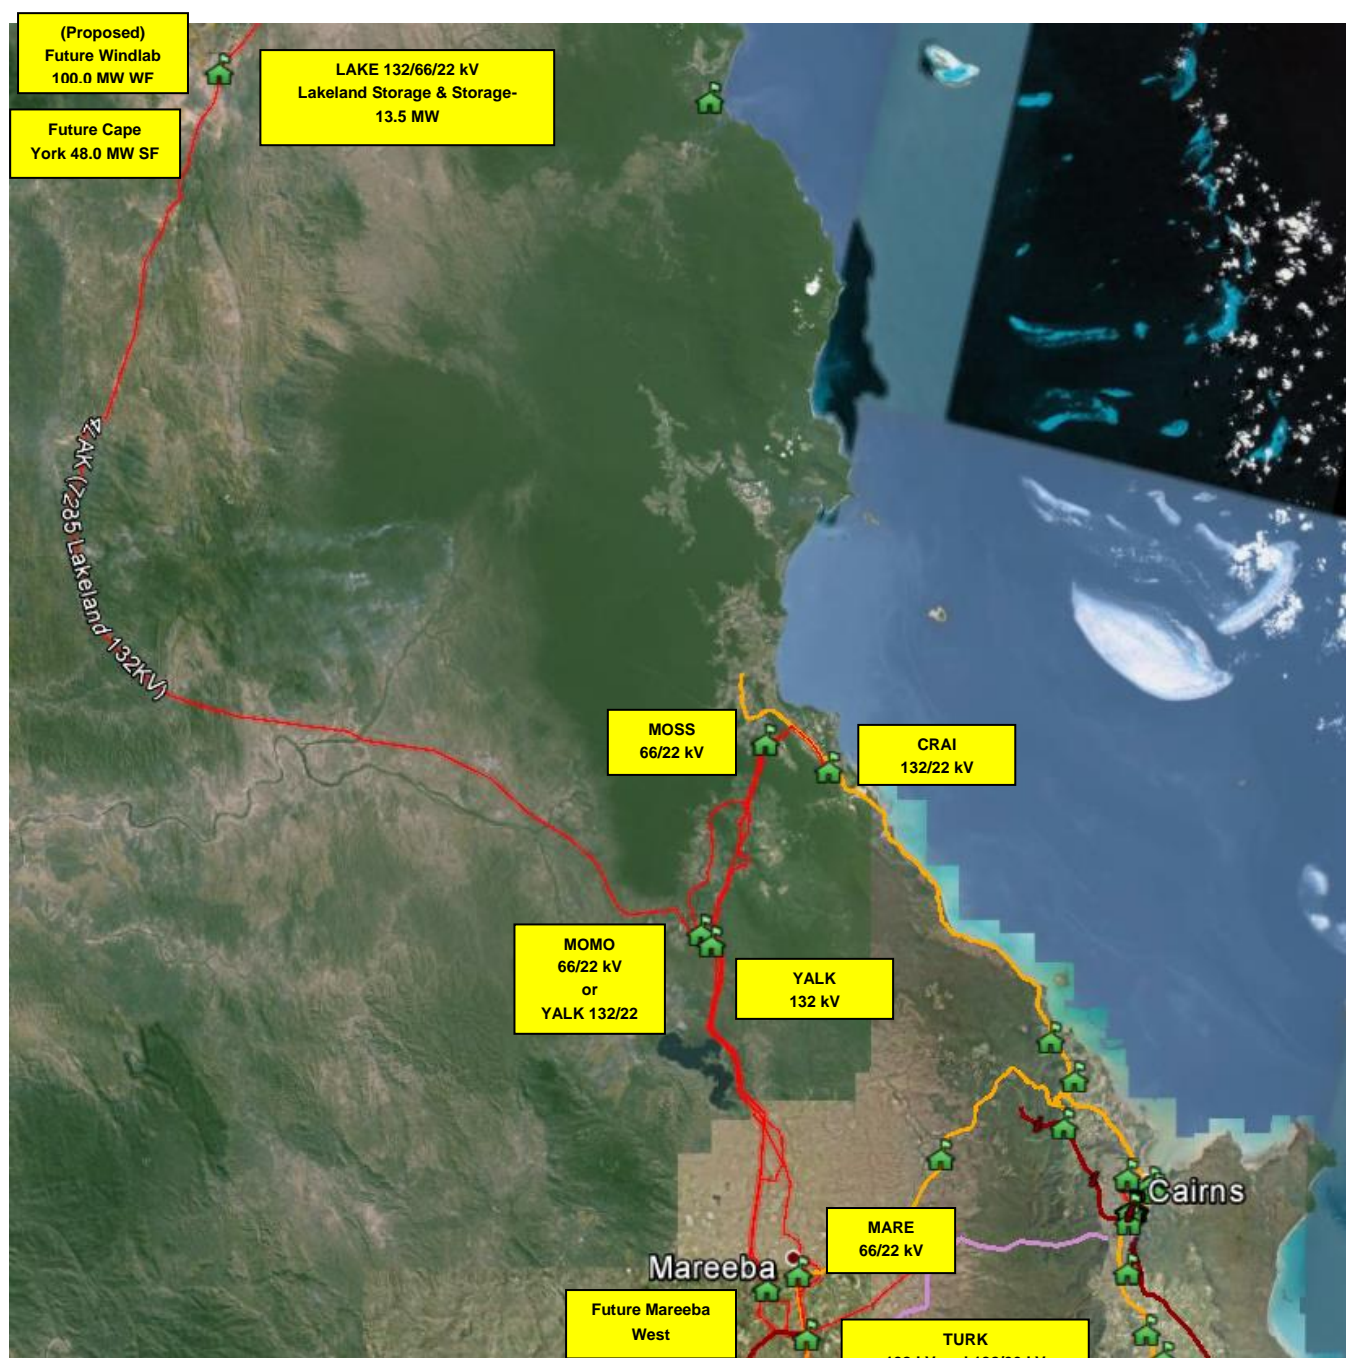 (Proposed)
Future Windlab
100.0 MW WF
LAKE 132/66/22 kV
Lakeland Storage & Storage-
13.5 MW
Future Cape
York 48.0 MW SF
(7285 Lakeland 132KV)
MOSS
66/22 kV
CRAI
132/22 kV
MOMO
66/22 kV
or
YALK 132/22
YALK
132 kV
Cairns
MARE
66/22 kV
Mareeba
Future Mareeba
West
TURK